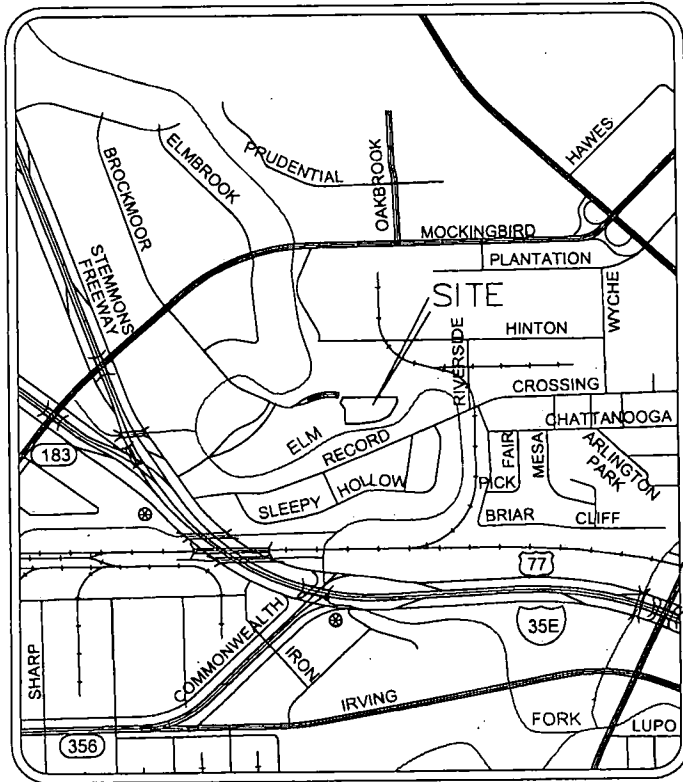 HAWES
BROCKMOOR
ELMBROOK
PRUDENTIAL
OAKBROOK
MOCKINGBIRD
PLANTATION
STEMMONS
FREEWAY
SITE
WYCHE
RIVERSIDE
HINTON
CROSSING
CHATTANOOGA
ELM
RECORD
FAIR
MESA
ARLINGTON
PARK
183
SLEEPY
HOLLOW
PICK
BRIAR
CLIFF
77
35E
COMMONWEALTH
IRON
SHARP
IRVING
FORK
LUPO
356